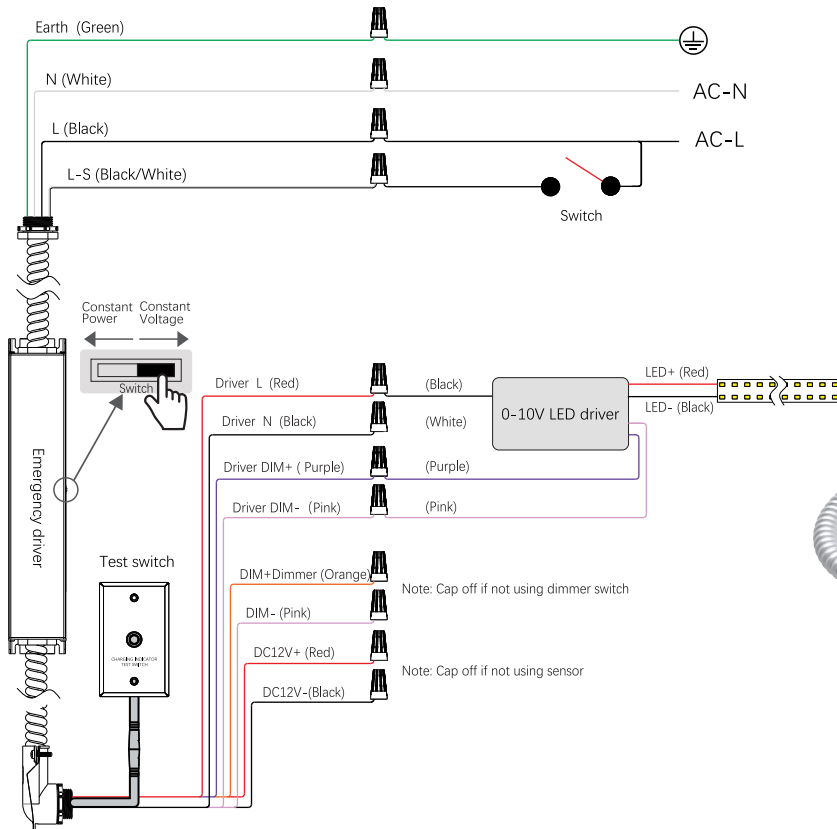 Earth (Green)
N (White)
AC-N
L (Black)
AC-L
L-S (Black/White)
Switch
Constant Power
Constant Voltage
Switch
Driver L (Red)
(Black)
Driver N (Black)
(White)
Driver DIM+ ( Purple)
(Purple)
Driver DIM- (Pink)
(Pink)
0-10V LED driver
LED+ (Red)
LED- (Black)
Emergency driver
Test switch
CHARGING INDICATOR
TEST SWITCH
DIM+Dimmer (Orange)
Note: Cap off if not using dimmer switch
DIM- (Pink)
DC12V+ (Red)
Note: Cap off if not using sensor
DC12V-(Black)